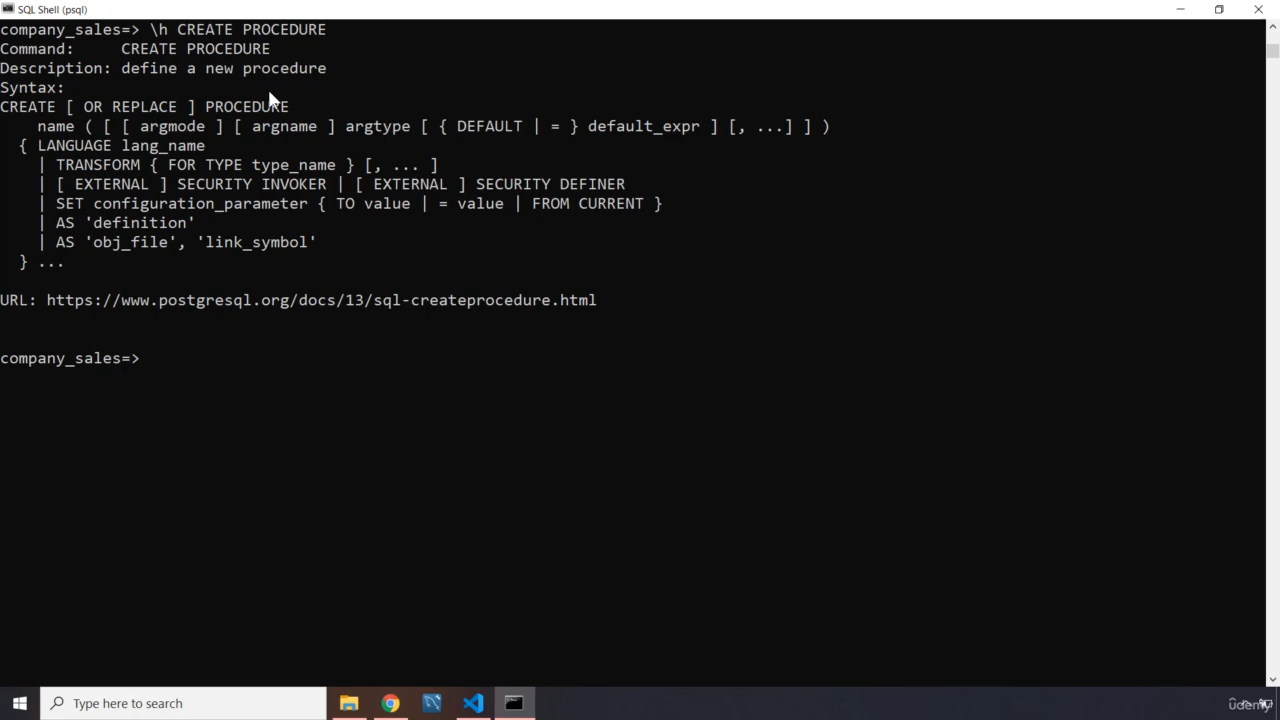 SQL Shell (psql)
company_sales=> \h CREATE PROCEDURE
Command:     CREATE PROCEDURE
Description: define a new procedure
Syntax:
CREATE [ OR REPLACE ] PROCEDURE
    name ( [ [ argmode ] [ argname ] argtype [ { DEFAULT | = } default_expr ] [, ...] ] )
  { LANGUAGE lang_name
    | TRANSFORM { FOR TYPE type_name } [, ... ]
    | [ EXTERNAL ] SECURITY INVOKER | [ EXTERNAL ] SECURITY DEFINER
    | SET configuration_parameter { TO value | = value | FROM CURRENT }
    | AS 'definition'
    | AS 'obj_file', 'link_symbol'
  } ...
URL: https://www.postgresql.org/docs/13/sql-createprocedure.html
company_sales=>
Type here to search
udemy